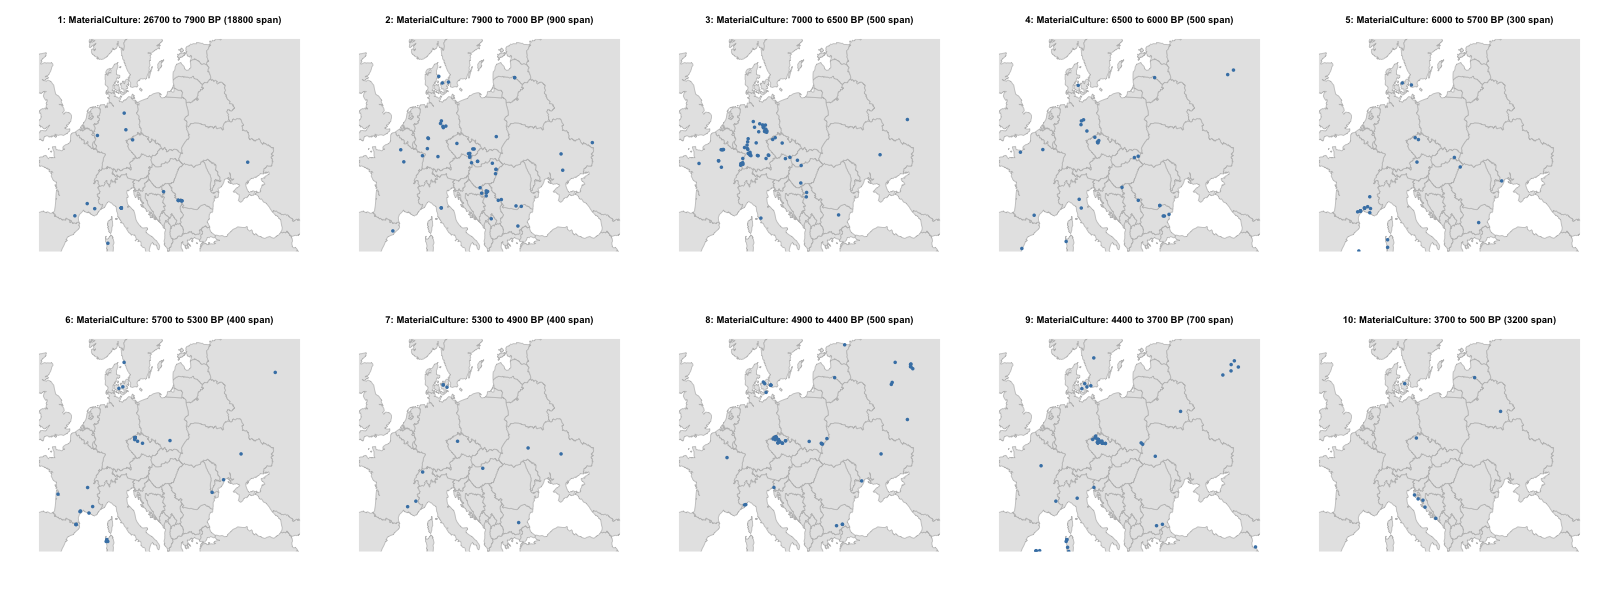 1: MaterialCulture: 26700 to 7900 BP (18800 span)
2: MaterialCulture: 7900 to 7000 BP (900 span)
3: MaterialCulture: 7000 to 6500 BP (500 span)
4: MaterialCulture: 6500 to 6000 BP (500 span)
5: MaterialCulture: 6000 to 5700 BP (300 span)
6: MaterialCulture: 5700 to 5300 BP (400 span)
7: MaterialCulture: 5300 to 4900 BP (400 span)
8: MaterialCulture: 4900 to 4400 BP (500 span)
9: MaterialCulture: 4400 to 3700 BP (700 span)
10: MaterialCulture: 3700 to 500 BP (3200 span)